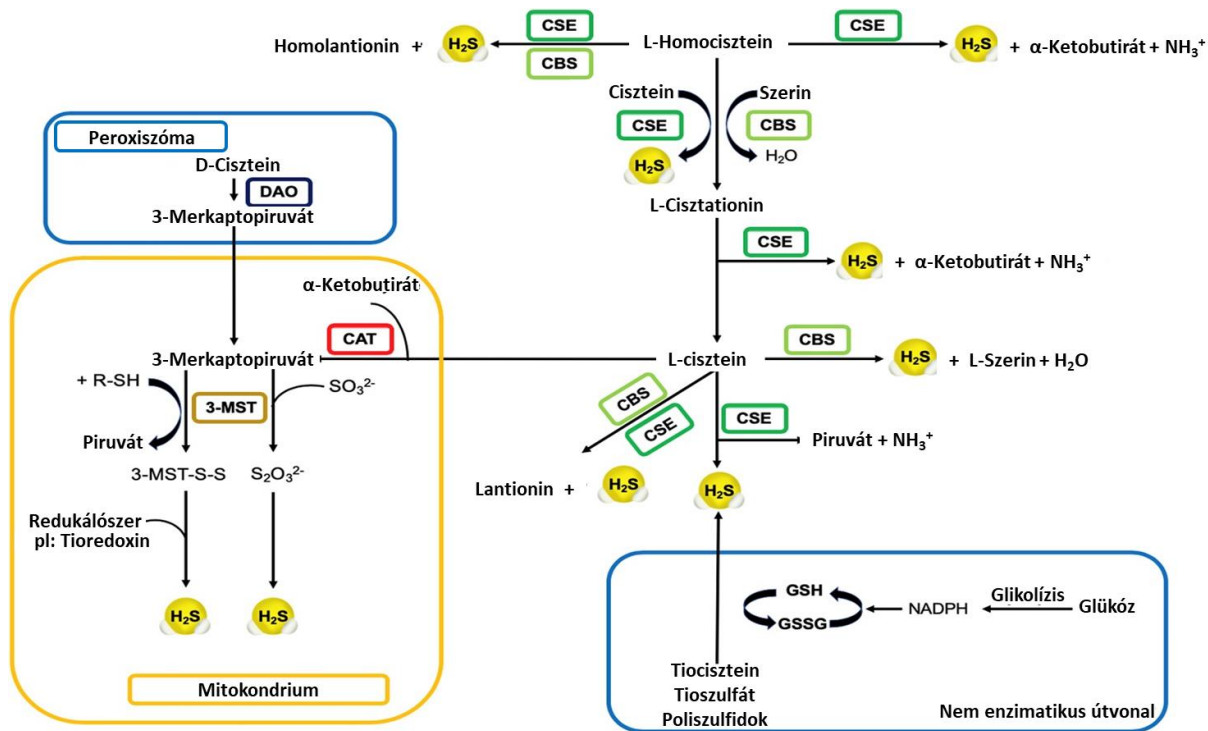 Homolantionin + H₂S
CSE
CBS
L-Homocisztein
CSE
H₂S + α-Ketobutirát + NH₃⁺
Cisztein
Szerin
CSE
CBS
H₂S
H₂O
Peroxiszóma
D-Cisztein
DAO
3-Merkaptopiruvát
L-Cisztationin
CSE
H₂S + α-Ketobutirát + NH₃⁺
α-Ketobutirát
CAT
3-Merkaptopiruvát
L-cisztein
CBS
H₂S + L-Szerin + H₂O
+ R-SH
3-MST
SO₃²⁻
Piruvát
CBS
CSE
CSE
Piruvát + NH₃⁺
3-MST-S-S
S₂O₃²⁻
Lantionin + H₂S
H₂S
Redukálószer
pl: Tioredoxin
H₂S
H₂S
Mitokondrium
GSH
GSSG
NADPH
Glikolízis
Glükóz
Tiocisztein
Tioszulfát
Poliszulfidok
Nem enzimatikus útvonal